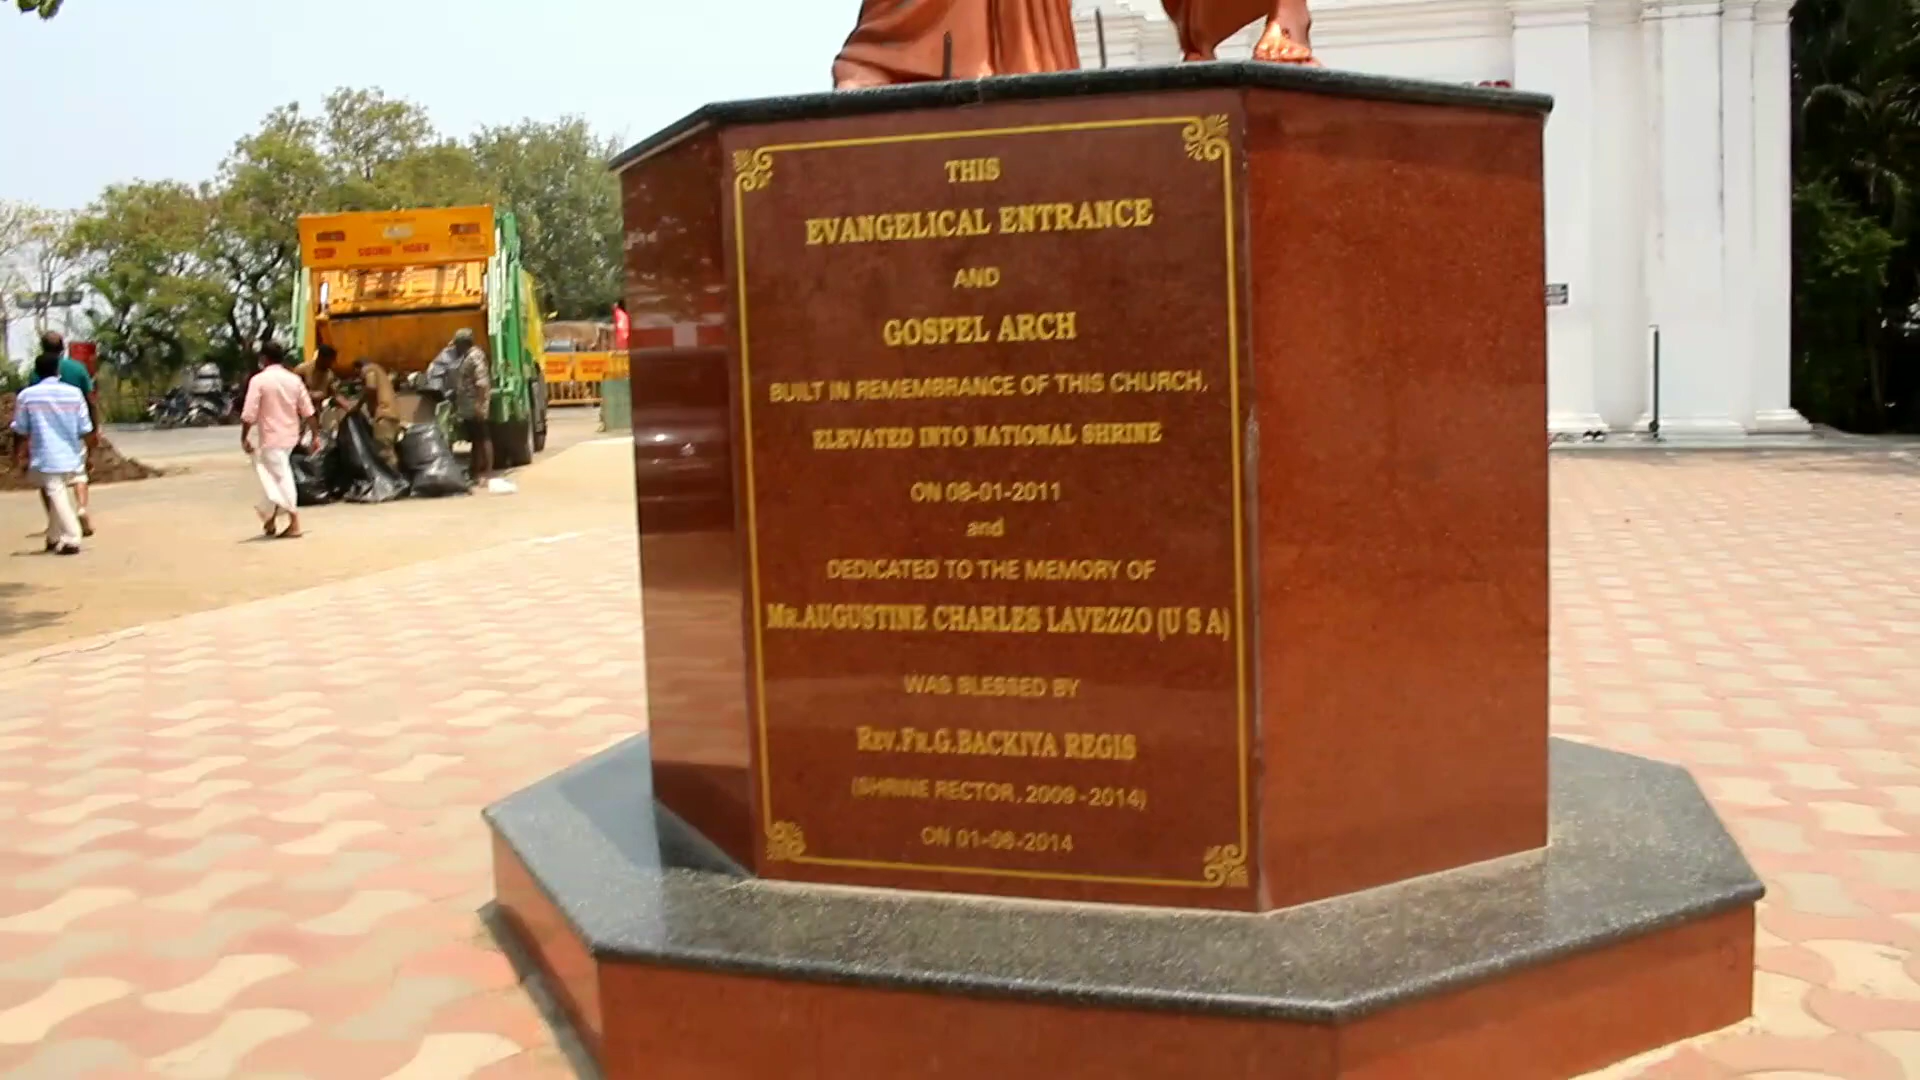 THIS
EVANGELICAL ENTRANCE
AND
GOSPEL ARCH
BUILT IN REMEMBRANCE OF THIS CHURCH,
ELEVATED INTO NATIONAL SHRINE
ON 08-01-2011
and
DEDICATED TO THE MEMORY OF
MR.AUGUSTINE CHARLES LAVEZZO (U S A)
WAS BLESSED BY
REV.FR.G.BACKIYA REGIS
(SHRINE RECTOR, 2009-2014)
ON 01-06-2014